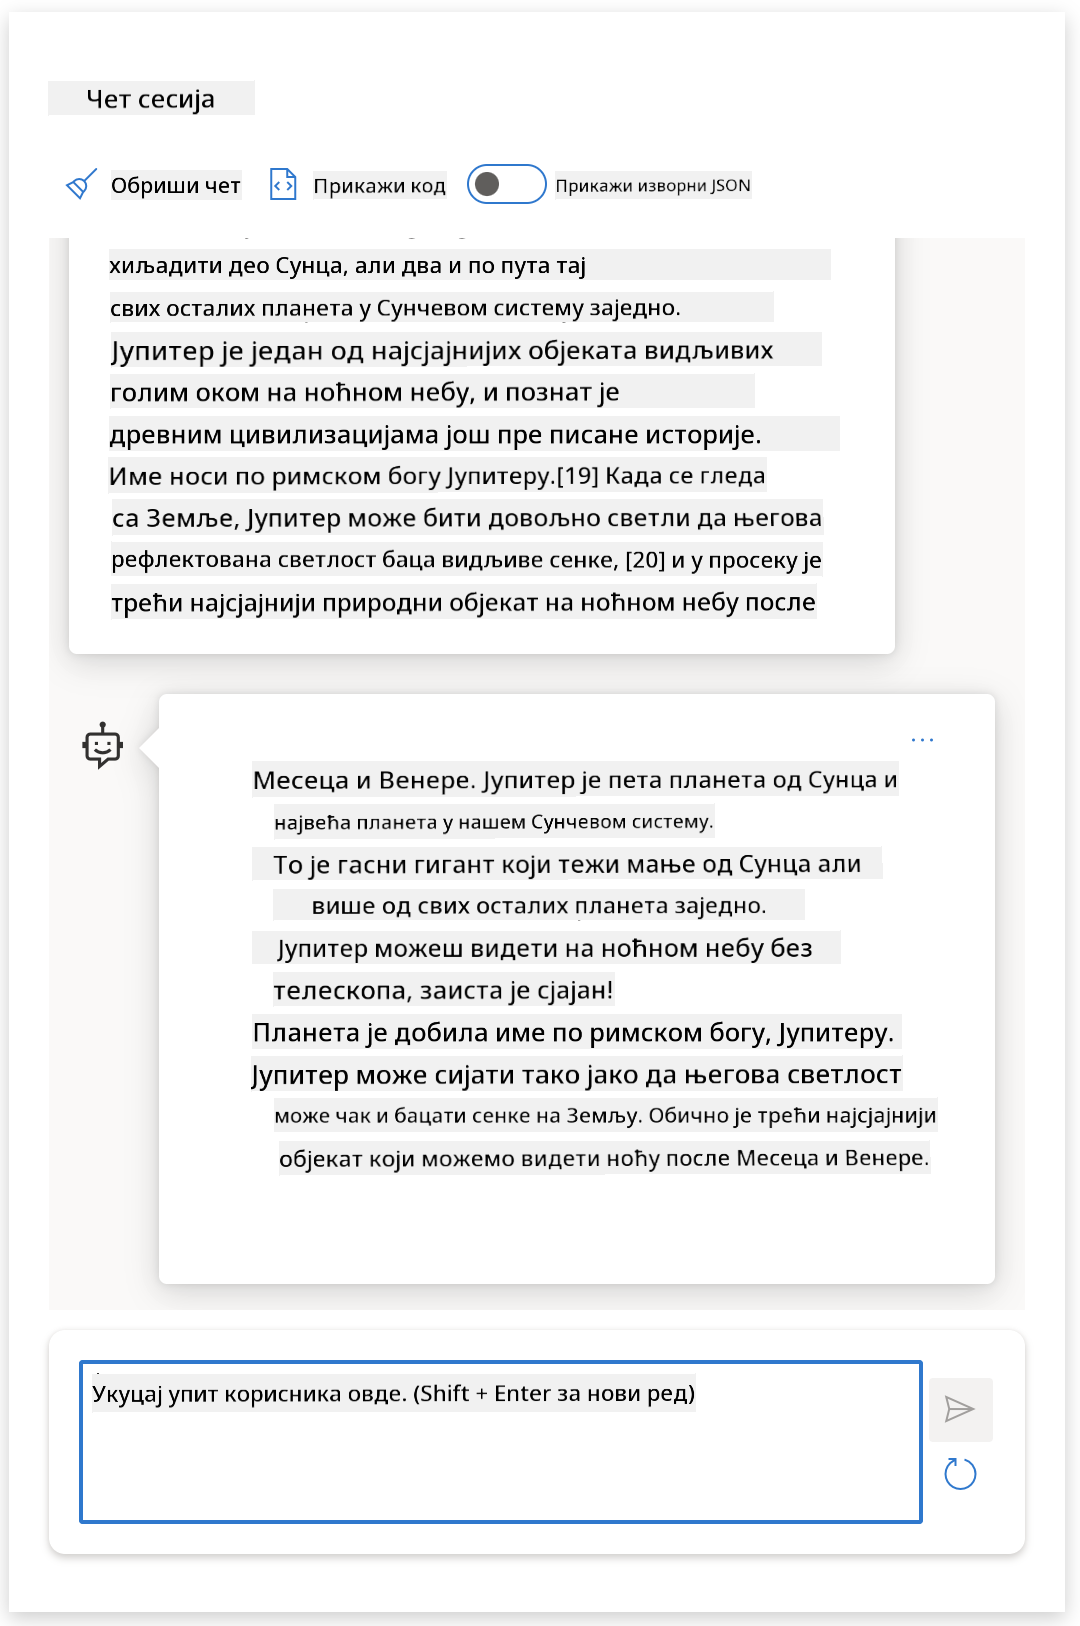 Чет сесија
Обриши чет
Прикажи код
Прикажи изворни JSON
хиљадити део Сунца, али два и по пута тај
свих осталих планета у Сунчевом систему заједно.
Јупитер је један од најсјајнијих објеката видљивих
голим оком на ноћном небу, и познат је
древним цивилизацијама још пре писане историје.
Име носи по римском богу Јупитеру.[19] Када се гледа
са Земље, Јупитер може бити довољно светли да његова
рефлектована светлост баца видљиве сенке, [20] и у просеку је
трећи најсјајнији природни објекат на ноћном небу после
Месеца и Венере. Јупитер је пета планета од Сунца и
највећа планета у нашем Сунчевом систему.
То је гасни гигант који тежи мање од Сунца али
више од свих осталих планета заједно.
Јупитер можеш видети на ноћном небу без
телескопа, заиста је сјајан!
Планета је добила име по римском богу, Јупитеру.
Јупитер може сијати тако јако да његова светлост
може чак и бацати сенке на Земљу. Обично је трећи најсјајнији
објекат који можемо видети ноћу после Месеца и Венере.
Укуцај упит корисника овде. (Shift + Enter за нови ред)